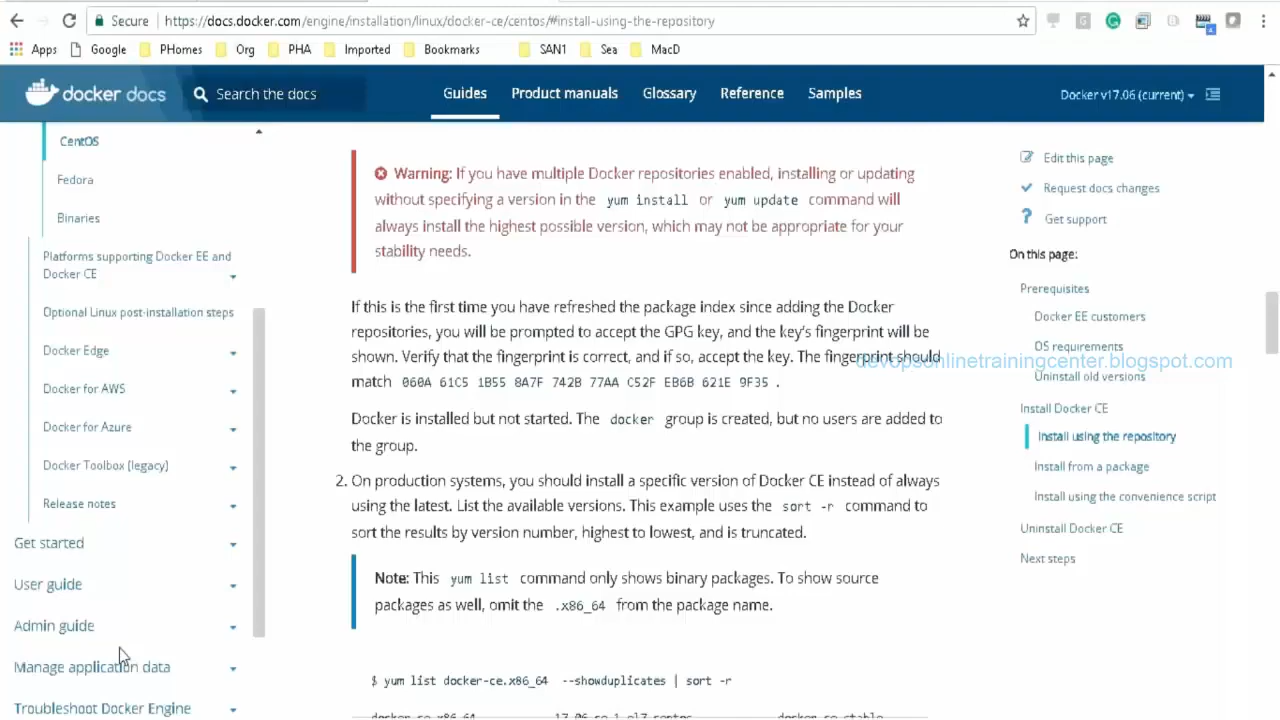 Secure
https://docs.docker.com/engine/installation/linux/docker-ce/centos/#install-using-the-repository
Apps
Google
PHomes
Org
PHA
Imported
Bookmarks
SAN1
Sea
MacD
docker docs
Search the docs
Guides
Product manuals
Glossary
Reference
Samples
Docker v17.06 (current)
CentOS
Fedora
Binaries
Platforms supporting Docker EE and
Docker CE
Optional Linux post-installation steps
Docker Edge
Docker for AWS
Docker for Azure
Docker Toolbox (legacy)
Release notes
Get started
User guide
Admin guide
Manage application data
Troubleshoot Docker Engine
Warning: If you have multiple Docker repositories enabled, installing or updating
without specifying a version in the yum install or yum update command will
always install the highest possible version, which may not be appropriate for your
stability needs.
If this is the first time you have refreshed the package index since adding the Docker
repositories, you will be prompted to accept the GPG key, and the key's fingerprint will be
shown. Verify that the fingerprint is correct, and if so, accept the key. The fingerprint should
match 060A 61C5 1B55 8A7F 742B 77AA C52F EB6B 621E 9F35 .
Docker is installed but not started. The docker group is created, but no users are added to
the group.
2. On production systems, you should install a specific version of Docker CE instead of always
using the latest. List the available versions. This example uses the sort -r command to
sort the results by version number, highest to lowest, and is truncated.
Note: This yum list command only shows binary packages. To show source
packages as well, omit the .x86_64 from the package name.
$ yum list docker-ce.x86_64 --showduplicates | sort -r
docker-ce.x86_64 17.06.ce-1.el7.centos docker-ce-stable
Edit this page
Request docs changes
Get support
On this page:
Prerequisites
Docker EE customers
OS requirements
devopsonlinetrainingcenter.blogspot.com
Uninstall old versions
Install Docker CE
Install using the repository
Install from a package
Install using the convenience script
Uninstall Docker CE
Next steps